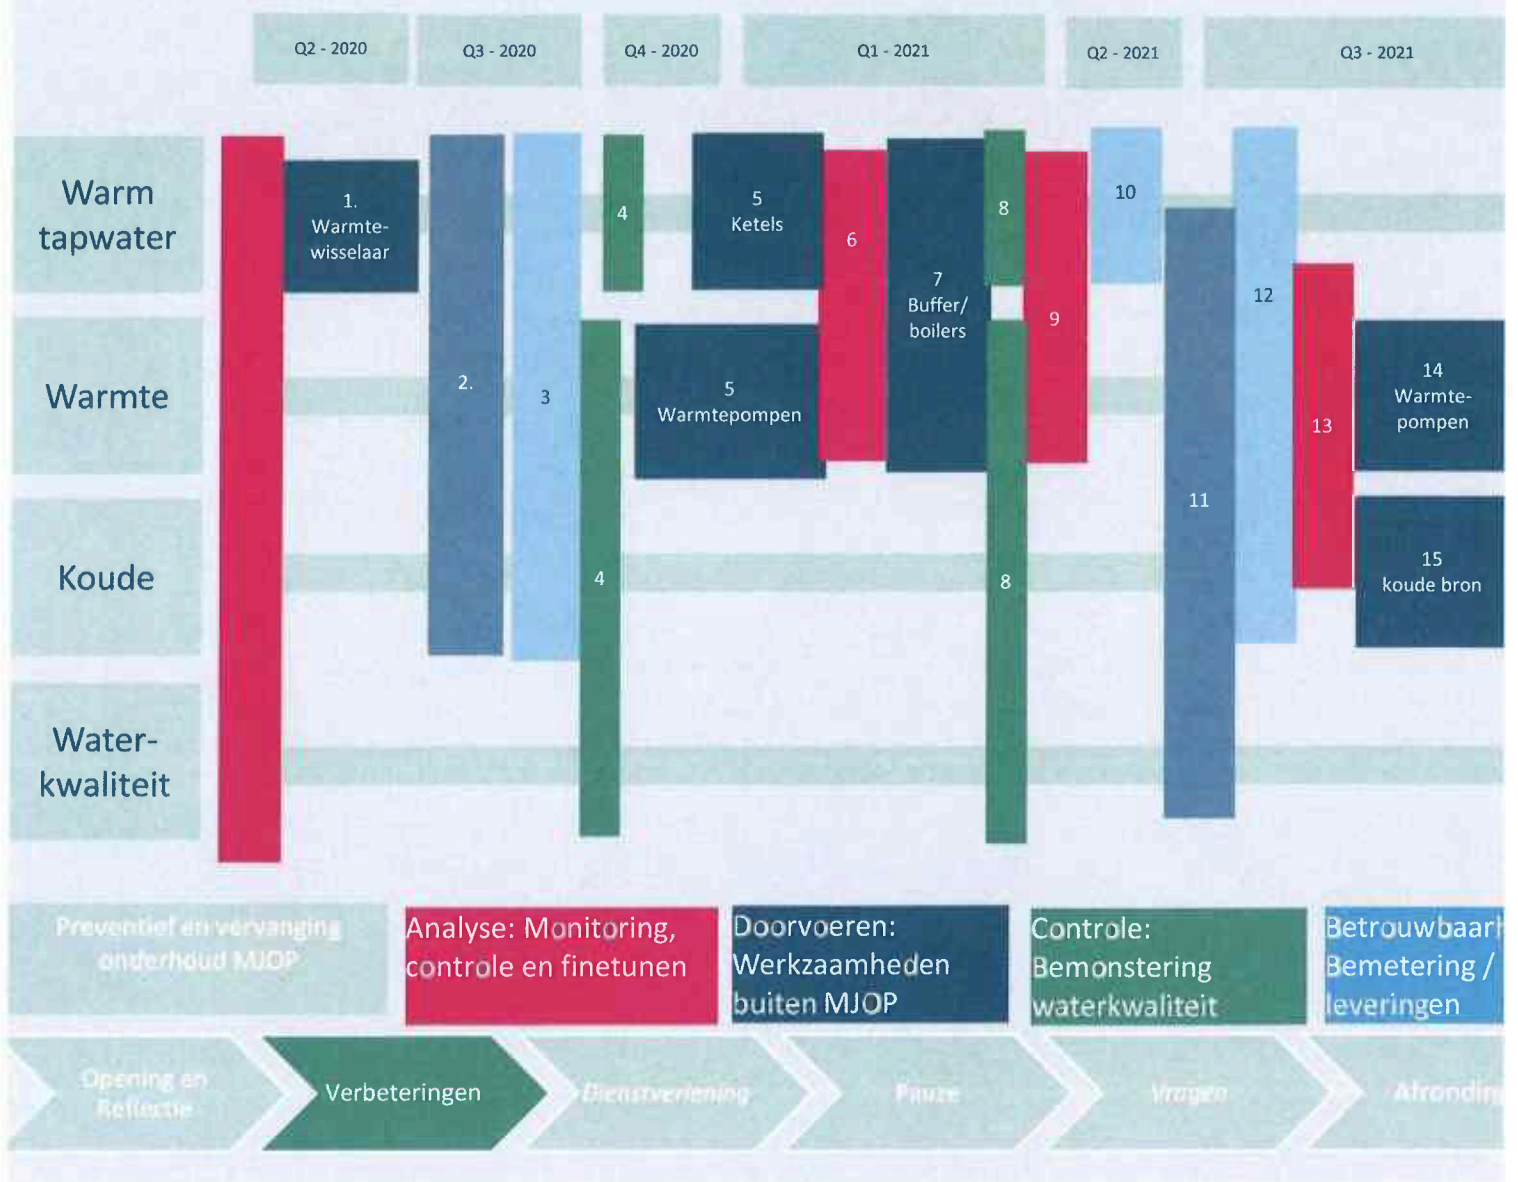 Q2 - 2020
Q3 - 2020
Q4 - 2020
Q1 - 2021
Q2 - 2021
Q3 - 2021
Warm
tapwater
1.
Warmte-
wisselaar
4
5
Ketels
6
7
Buffer/
boilers
8
9
10
12
Warmte
2.
3
5
Warmtepompen
13
14
Warmte-
pompen
Koude
4
8
11
15
koude bron
Water-
kwaliteit
Preventief en vervanging
onderhoud MJOP
Analyse: Monitoring,
controle en finetunen
Doorvoeren:
Werkzaamheden
buiten MJOP
Controle:
Bemonstering
waterkwaliteit
Betrouwbaar
Bemetering /
leveringen
Opening en
Reflectie
Verbeteringen
Dienstverlening
Pauze
Vragen
Afronding